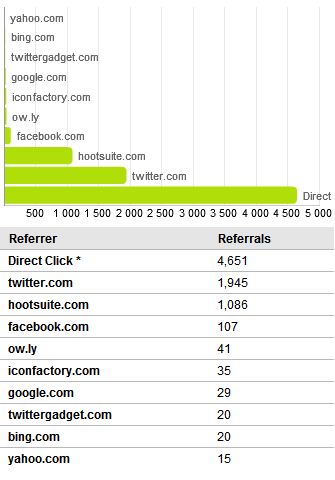 yahoo.com
bing.com
twittergadget.com
google.com
iconfactory.com
ow.ly
facebook.com
hootsuite.com
twitter.com
Direct
500 1 000 1 500 2 000 2 500 3 000 3 500 4 000 4 500 5 000
Referrer Referrals
Direct Click * 4,651
twitter.com 1,945
hootsuite.com 1,086
facebook.com 107
ow.ly 41
iconfactory.com 35
google.com 29
twittergadget.com 20
bing.com 20
yahoo.com 15